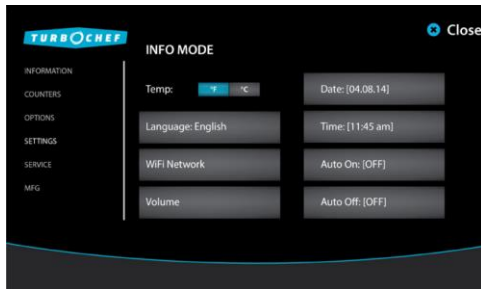 TURBOCHEF
Close
INFO MODE
INFORMATION
COUNTERS
OPTIONS
SETTINGS
SERVICE
MFG
Temp: °F °C
Language: English
WiFi Network
Volume
Date: [04.08.14]
Time: [11:45 am]
Auto On: [OFF]
Auto Off: [OFF]